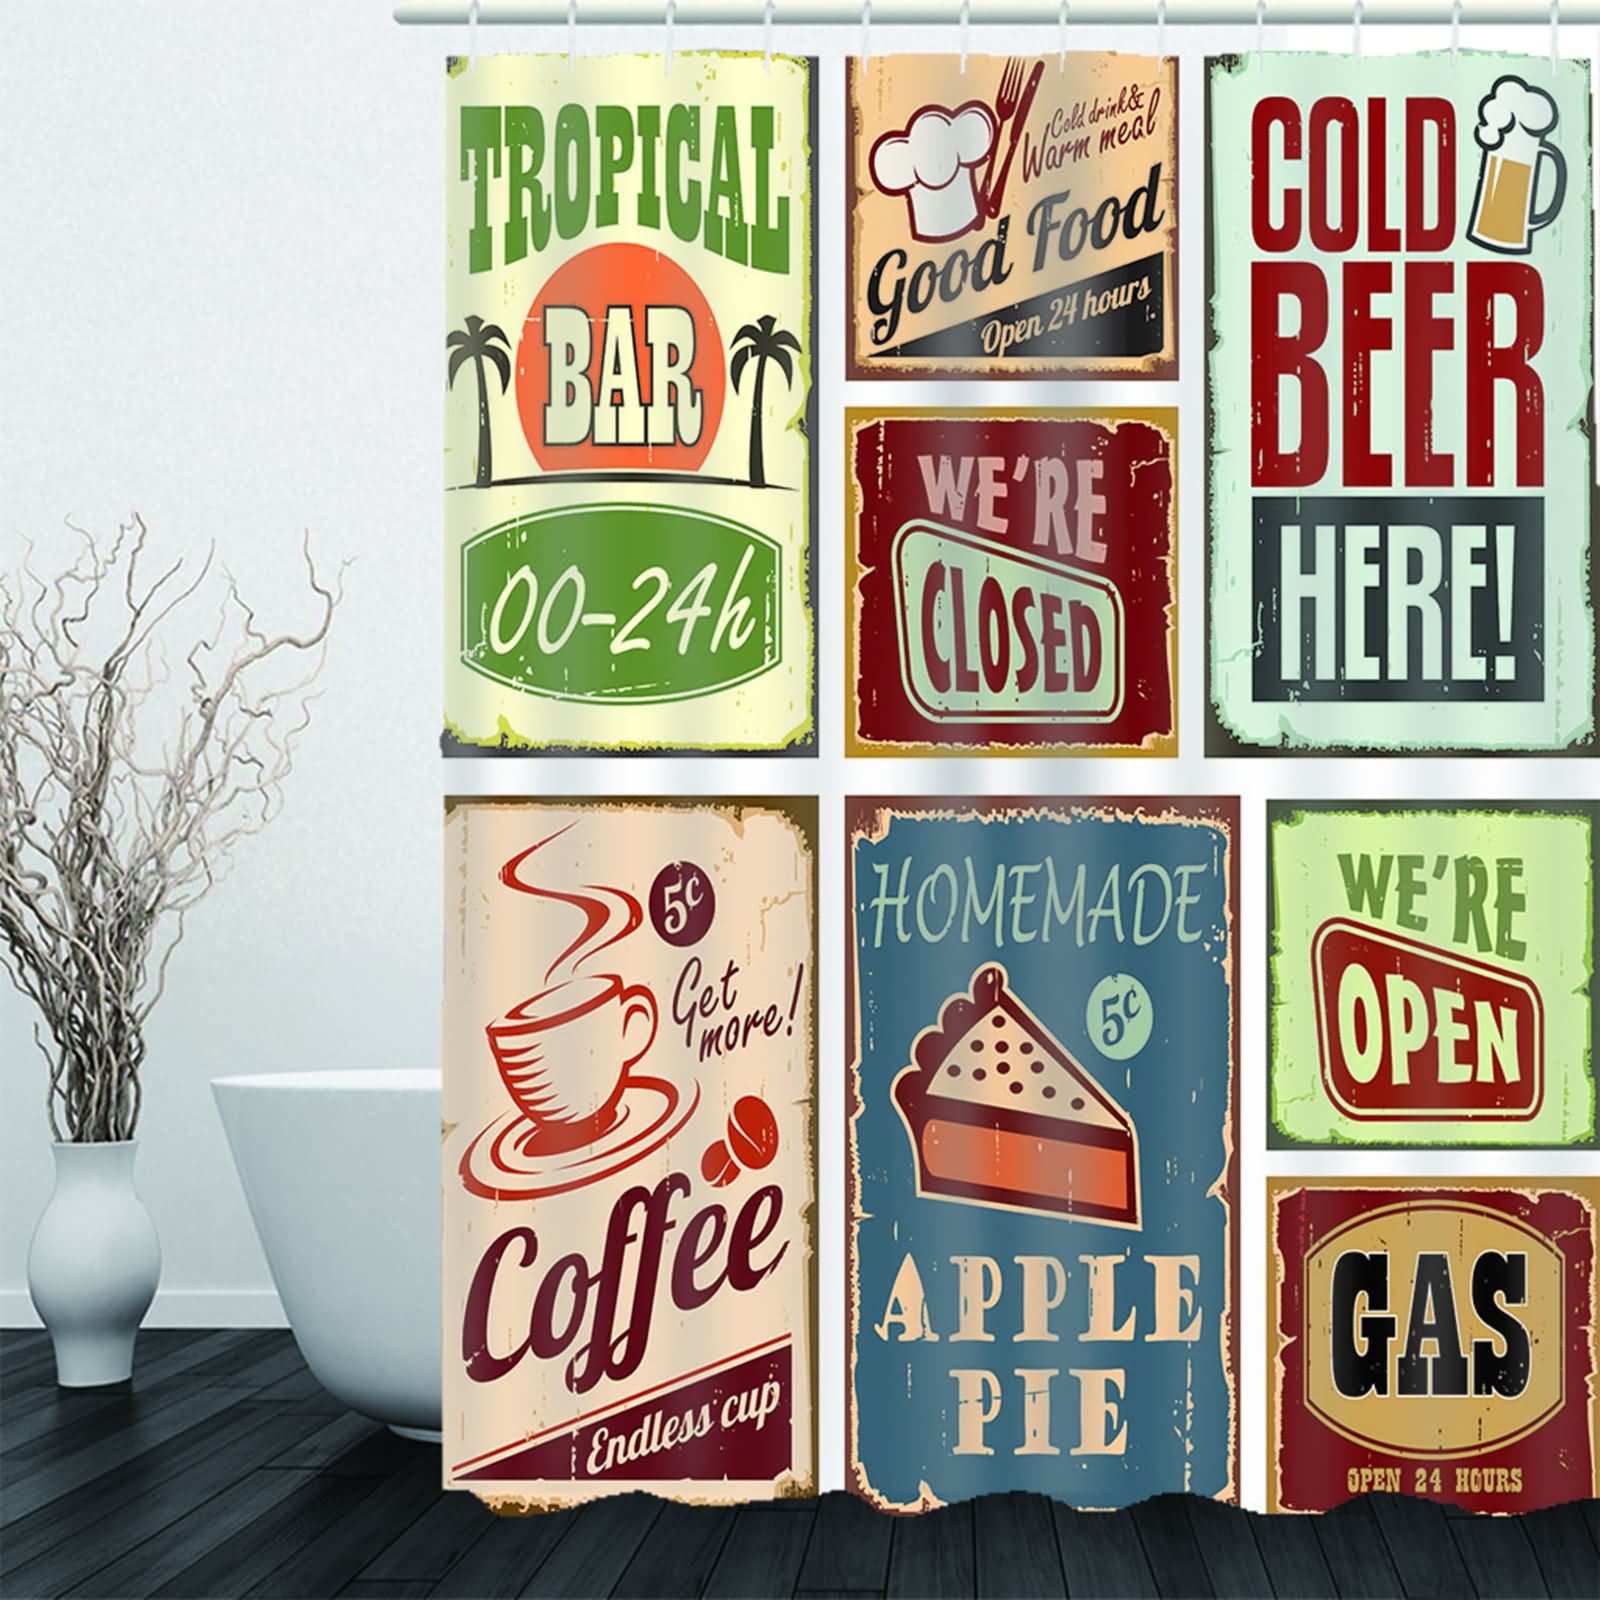 TROPICAL
BAR
00-24h
Cold drink&
Warm meal
Good Food
Open 24 hours
WE'RE
CLOSED
COLD
BEER
HERE!
5¢
Get
more!
Coffee
Endless cup
HOMEMADE
5¢
APPLE
PIE
WE'RE
OPEN
GAS
OPEN 24 HOURS